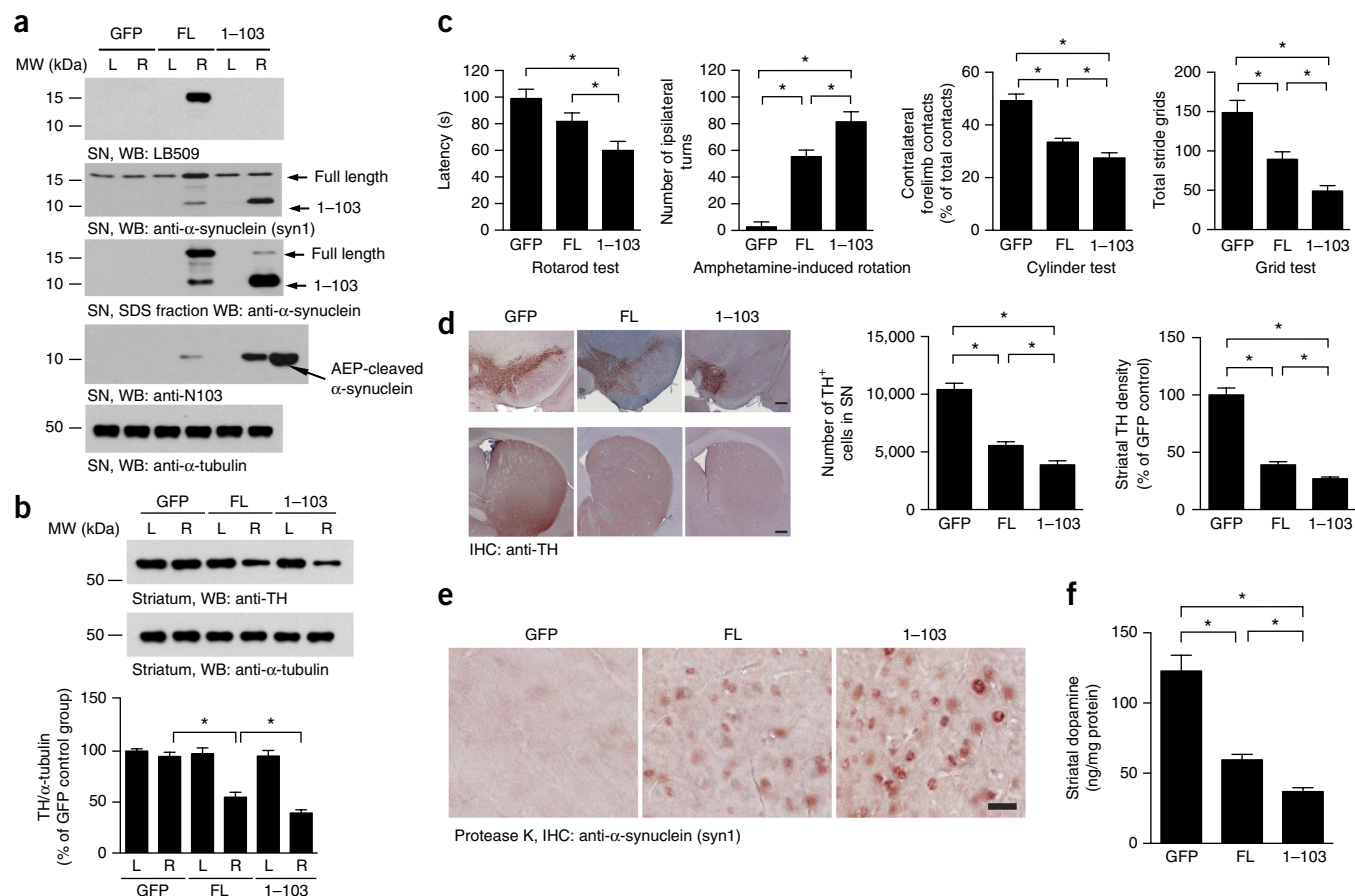 a
GFP FL 1–103
MW (kDa) L R L R L R
15
10
SN, WB: LB509
15 Full length
10 1–103
SN, WB: anti-α-synuclein (syn1)
15 Full length
10 1–103
SN, SDS fraction WB: anti-α-synuclein
10
AEP-cleaved
α-synuclein
SN, WB: anti-N103
50
SN, WB: anti-α-tubulin
b
GFP FL 1–103
MW (kDa) L R L R L R
50
Striatum, WB: anti-TH
50
Striatum, WB: anti-α-tubulin
TH/α-tubulin
(% of GFP control group)
150
100
50
0
* *
L R L R L R
GFP FL 1–103
c
Latency (s)
120
100
80
60
40
20
0
*
*
GFP FL 1–103
Rotarod test
Number of ipsilateral
turns
120
100
80
60
40
20
0
*
* *
GFP FL 1–103
Amphetamine-induced rotation
Contralateral
forelimb contacts
(% of total contacts)
60
40
20
0
*
* *
GFP FL 1–103
Cylinder test
Total stride grids
200
150
100
50
0
*
* *
GFP FL 1–103
Grid test
d
GFP FL 1–103
IHC: anti-TH
Number of TH+
cells in SN
15,000
10,000
5,000
0
*
* *
GFP FL 1–103
Striatal TH density
(% of GFP control)
150
100
50
0
*
* *
GFP FL 1–103
e
GFP FL 1–103
Protease K, IHC: anti-α-synuclein (syn1)
f
Striatal dopamine
(ng/mg protein)
150
100
50
0
*
* *
GFP FL 1–103